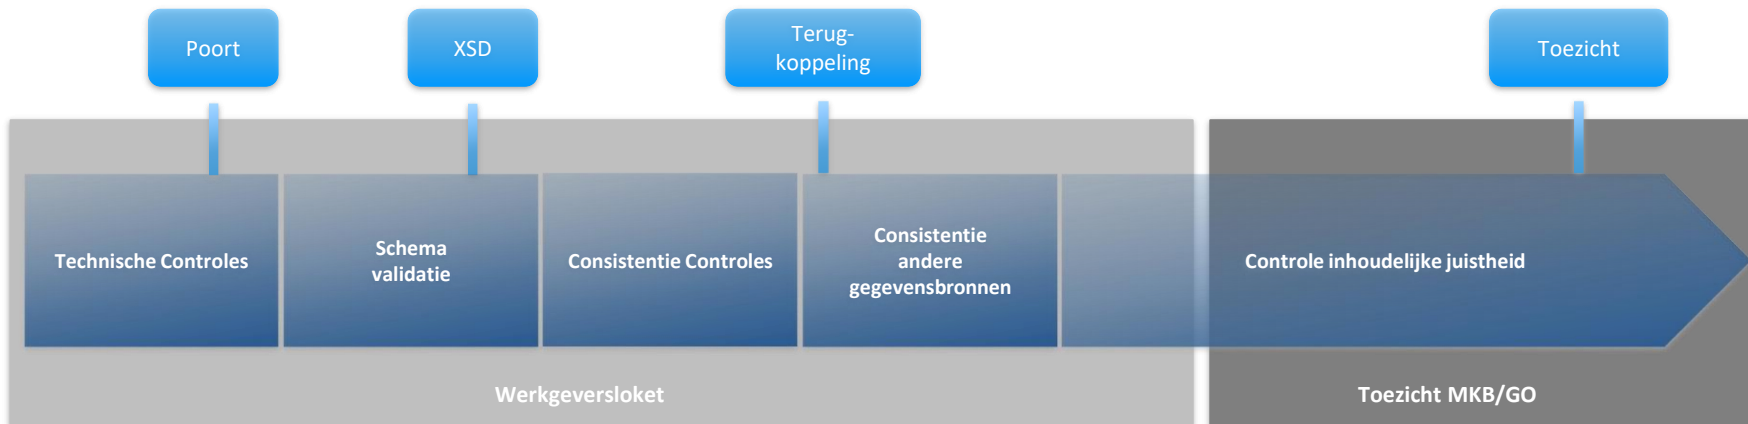 Poort
XSD
Terug-
koppeling
Toezicht
Technische Controles
Schema
validatie
Consistentie Controles
Consistentie
andere
gegevensbronnen
Controle inhoudelijke juistheid
Werkgeversloket
Toezicht MKB/GO